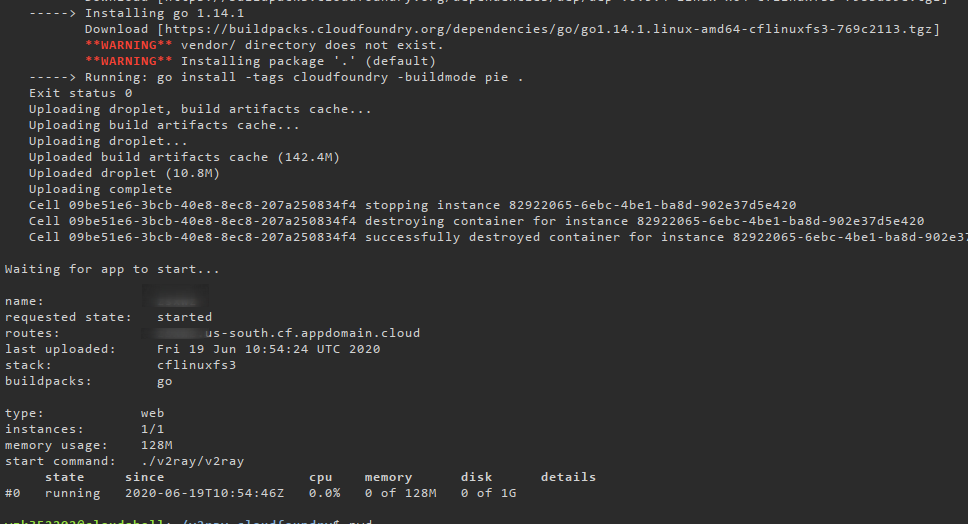 -----> Installing go 1.14.1
Download [https://buildpacks.cloudfoundry.org/dependencies/go/go1.14.1.linux-amd64-cflinuxfs3-769c2113.tgz]
**WARNING** vendor/ directory does not exist.
**WARNING** Installing package '.' (default)
-----> Running: go install -tags cloudfoundry -buildmode pie .
Exit status 0
Uploading droplet, build artifacts cache...
Uploading build artifacts cache...
Uploading droplet...
Uploaded build artifacts cache (142.4M)
Uploaded droplet (10.8M)
Uploading complete
Cell 09be51e6-3bcb-40e8-8ec8-207a250834f4 stopping instance 82922065-6ebc-4be1-ba8d-902e37d5e420
Cell 09be51e6-3bcb-40e8-8ec8-207a250834f4 destroying container for instance 82922065-6ebc-4be1-ba8d-902e37d5e420
Cell 09be51e6-3bcb-40e8-8ec8-207a250834f4 successfully destroyed container for instance 82922065-6ebc-4be1-ba8d-902e37
Waiting for app to start...
name:
requested state: started
routes: us-south.cf.appdomain.cloud
last uploaded: Fri 19 Jun 10:54:24 UTC 2020
stack: cflinuxfs3
buildpacks: go
type: web
instances: 1/1
memory usage: 128M
start command: ./v2ray/v2ray
state since cpu memory disk details
#0 running 2020-06-19T10:54:46Z 0.0% 0 of 128M 0 of 1G